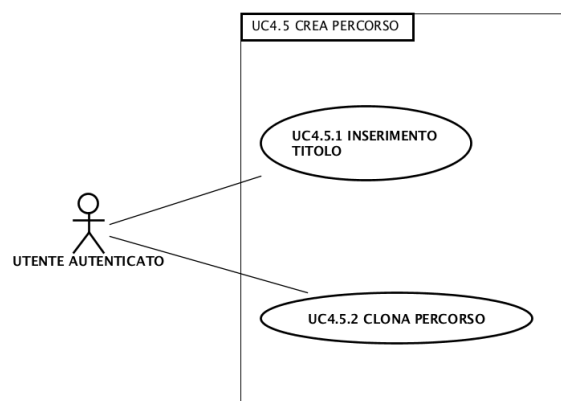 UC4.5 CREA PERCORSO
UC4.5.1 INSERIMENTO
TITOLO
UTENTE AUTENTICATO
UC4.5.2 CLONA PERCORSO